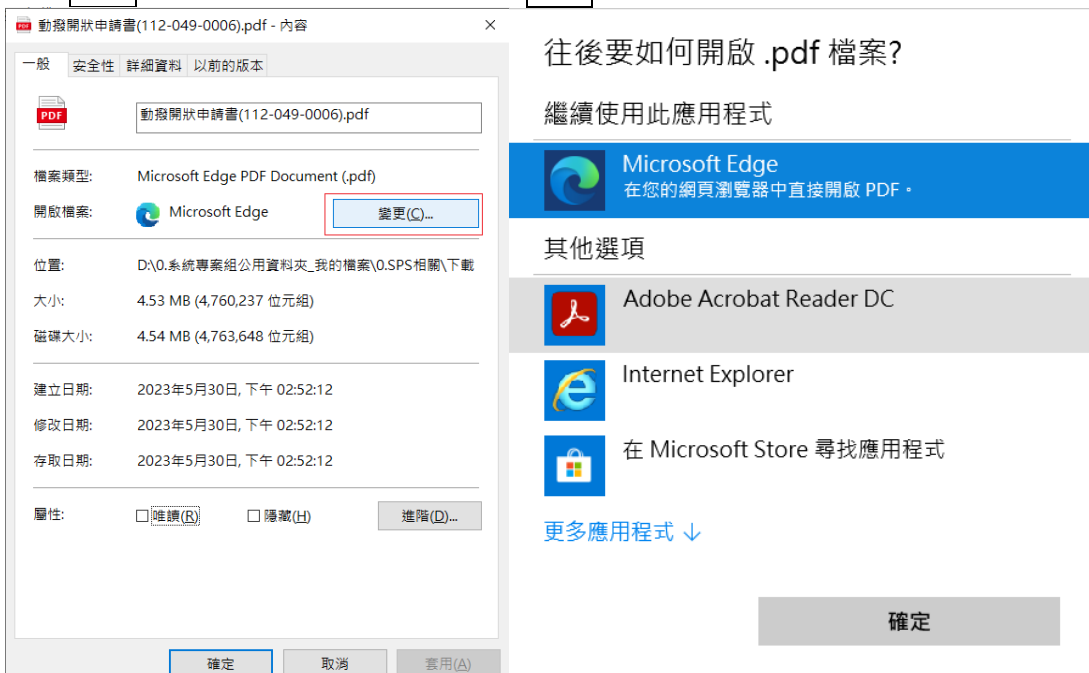 動撥開狀申請書(112-049-0006).pdf - 內容
一般 安全性 詳細資料 以前的版本
PDF
動撥開狀申請書(112-049-0006).pdf
檔案類型: Microsoft Edge PDF Document (.pdf)
開啟檔案: Microsoft Edge 變更(C)...
位置: D:\0.系統專案組公用資料夾_我的檔案\0.SPS相關\下載
大小: 4.53 MB (4,760,237 位元組)
磁碟大小: 4.54 MB (4,763,648 位元組)
建立日期: 2023年5月30日, 下午 02:52:12
修改日期: 2023年5月30日, 下午 02:52:12
存取日期: 2023年5月30日, 下午 02:52:12
屬性: 唯讀(R) 隱藏(H) 進階(D)...
確定 取消 套用(A)
往後要如何開啟 .pdf 檔案?
繼續使用此應用程式
Microsoft Edge
在您的網頁瀏覽器中直接開啟 PDF。
其他選項
Adobe Acrobat Reader DC
Internet Explorer
在 Microsoft Store 尋找應用程式
更多應用程式 ↓
確定